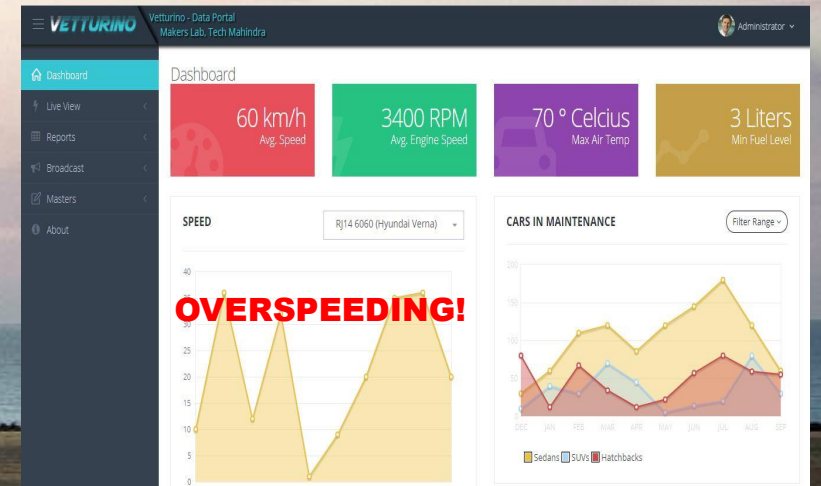 VETTURINO
Vetturino - Data Portal
Makers Lab, Tech Mahindra
Administrator
Dashboard
Live View
Reports
Broadcast
Masters
About
Dashboard
60 km/h
Avg. Speed
3400 RPM
Avg. Engine Speed
70 ° Celcius
Max Air Temp
3 Liters
Min Fuel Level
SPEED
RJ14 6060 (Hyundai Verna)
40
OVERSPEEDING!
30
25
20
15
10
5
0
CARS IN MAINTENANCE
Filter Range
200
150
100
50
0
DEC JAN FEB MAR APR MAY JUN JUL AUG SEP
Sedans SUVs Hatchbacks